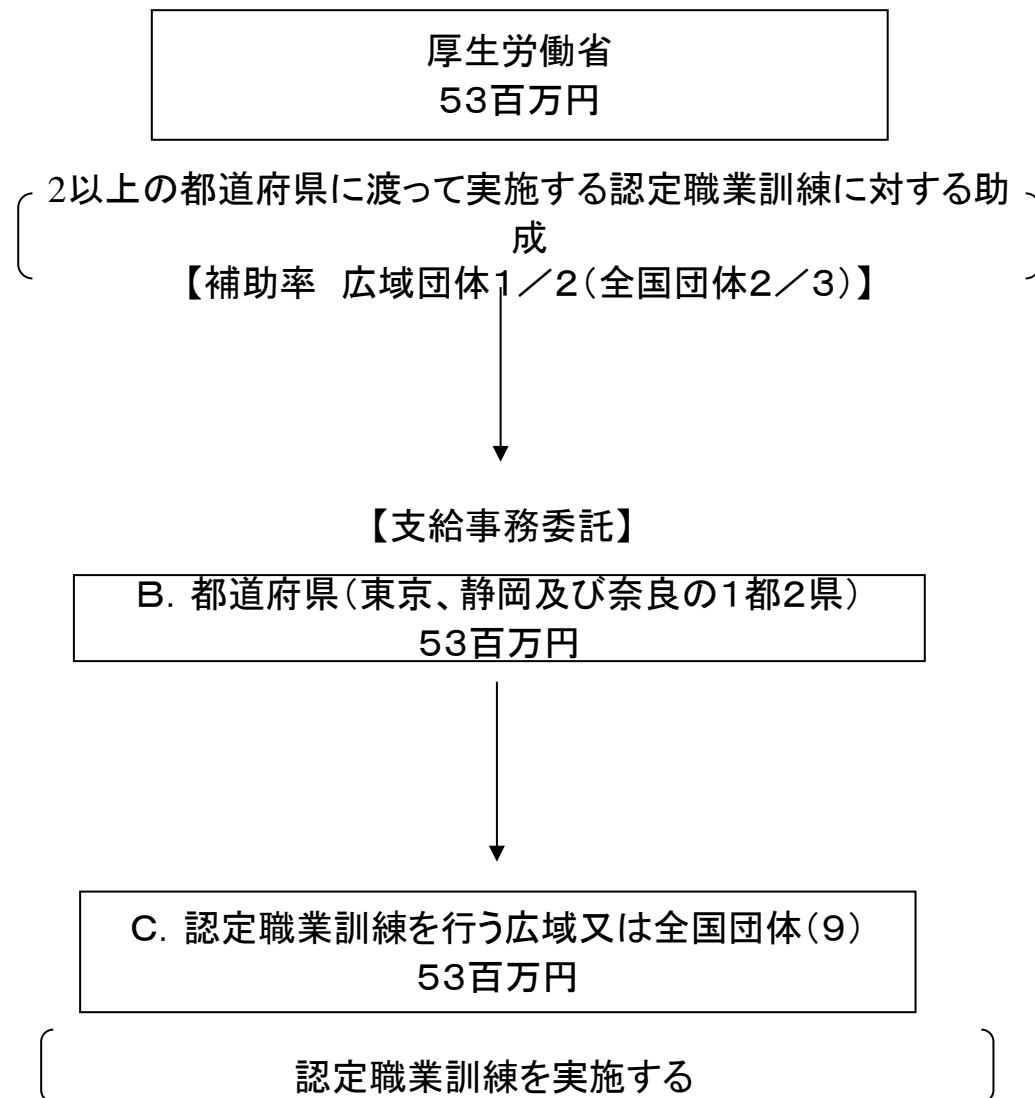 厚生労働省
53百万円
2以上の都道府県に渡って実施する認定職業訓練に対する助
成
【補助率　広域団体1／2（全国団体2／3）】
【支給事務委託】
B. 都道府県（東京、静岡及び奈良の1都2県）
53百万円
C. 認定職業訓練を行う広域又は全国団体（9）
53百万円
認定職業訓練を実施する